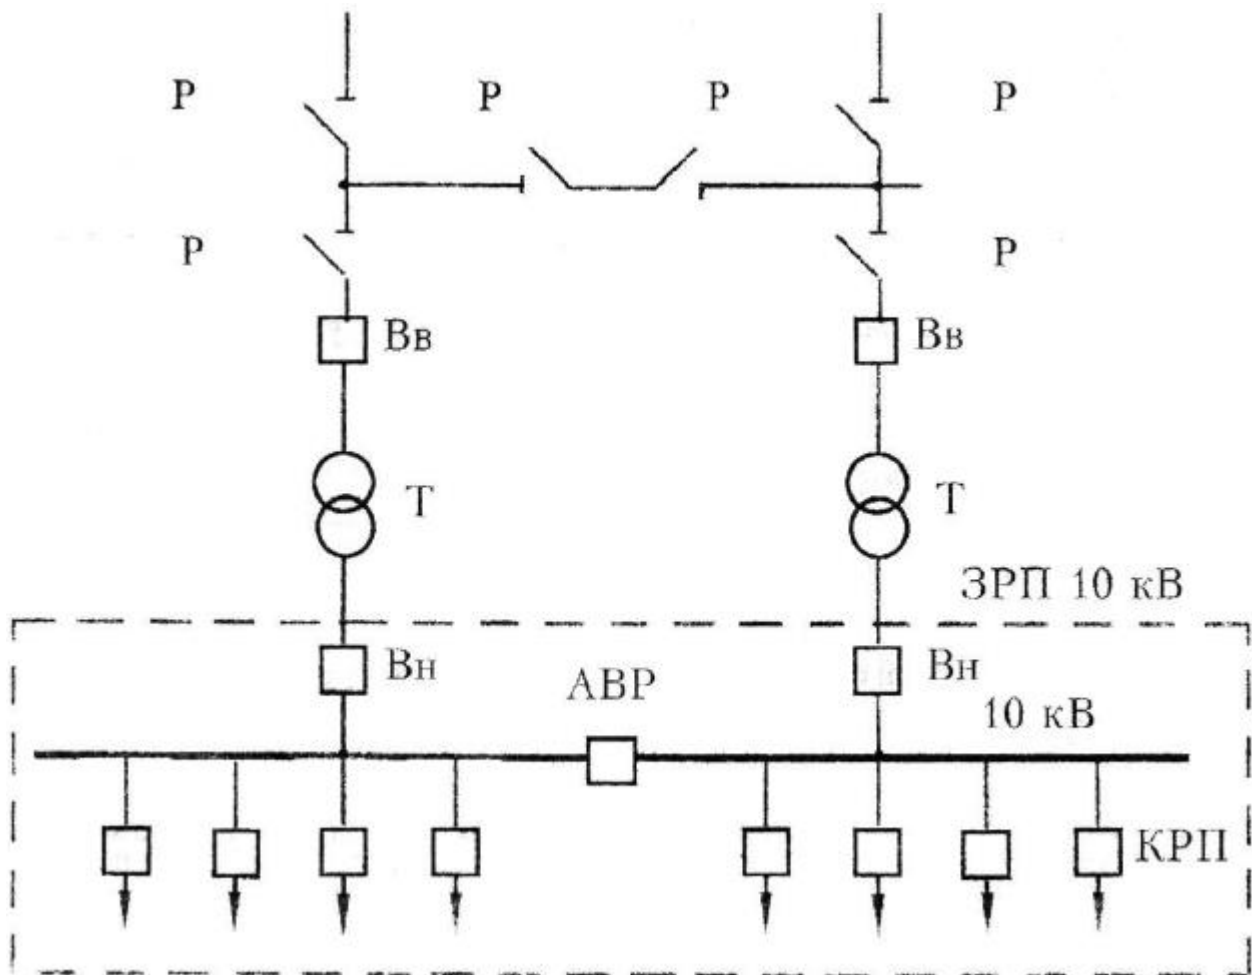 Р Р Р Р
Р Р
Вв Вв
Т Т
ЗРП 10 кВ
Вн АВР Вн
10 кВ
КРП